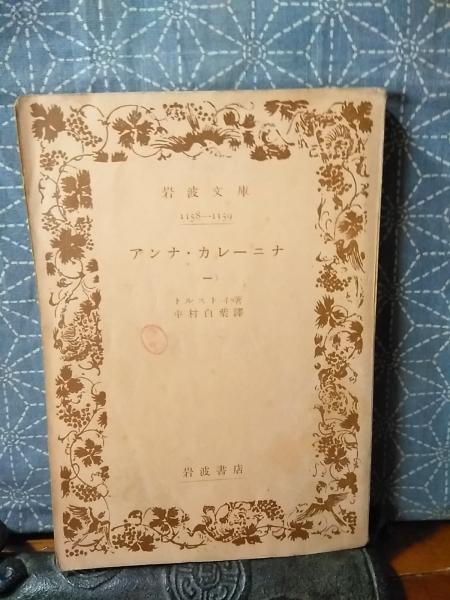 岩波文庫
1158—1159
アンナ・カレーニナ
(一)
トルストイ著
中村白葉譯
岩波書店